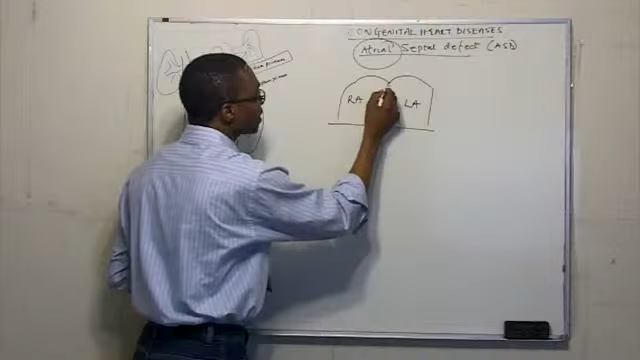 CONGENITAL HEART DISEASES
Atrial Septal defect (ASD)
RA LA